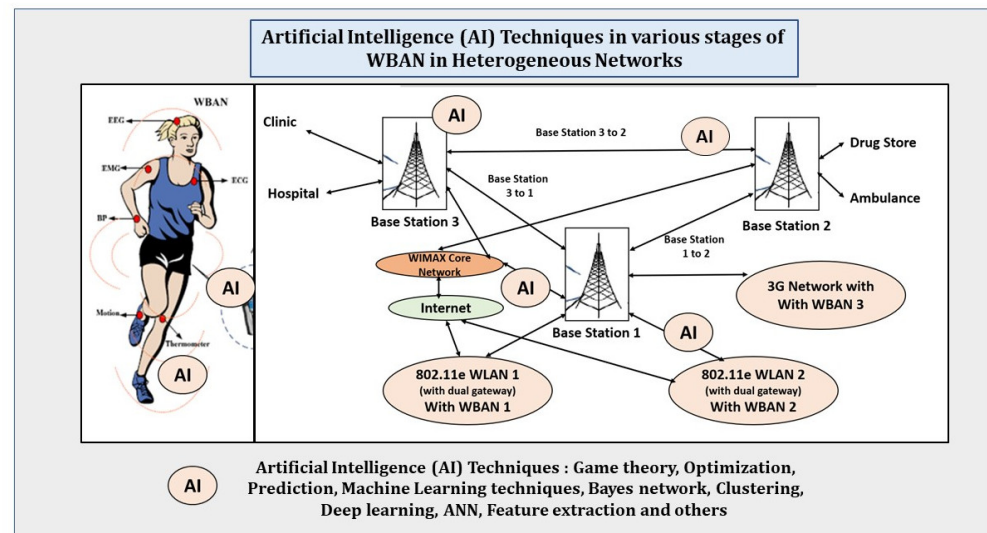 Artificial Intelligence (AI) Techniques in various stages of
WBAN in Heterogeneous Networks
WBAN
EEG
EMG
ECG
BP
AI
Motion
Thermometer
AI
AI
Clinic
Hospital
Base Station 3
Base Station 3 to 2
AI
Base Station
3 to 1
Drug Store
Ambulance
Base Station 2
Base Station
1 to 2
WIMAX Core
Network
AI
Internet
Base Station 1
3G Network with
With WBAN 3
AI
802.11e WLAN 1
(with dual gateway)
With WBAN 1
802.11e WLAN 2
(with dual gateway)
With WBAN 2
AI
Artificial Intelligence (AI) Techniques : Game theory, Optimization,
Prediction, Machine Learning techniques, Bayes network, Clustering,
Deep learning, ANN, Feature extraction and others